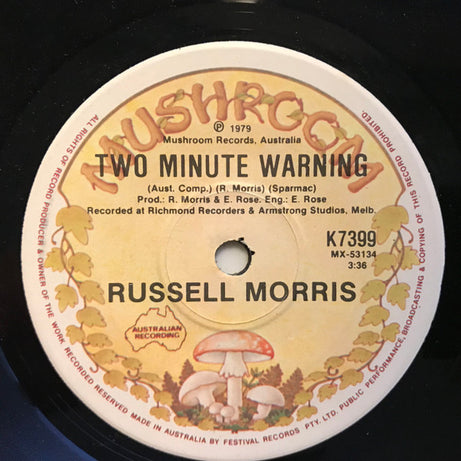 MUSHROOM
℗ 1979
Mushroom Records, Australia
TWO MINUTE WARNING
(Aust. Comp.) (R. Morris) (Sparmac)
Prod.: R. Morris & E. Rose. Eng.: E. Rose
Recorded at Richmond Recorders & Armstrong Studios, Melb.
K7399
MX-53134
3:36
RUSSELL MORRIS
AUSTRALIAN
RECORDING
ALL RIGHTS OF RECORD PRODUCER & OWNER OF THE WORK RECORDED RESERVED MADE IN AUSTRALIA BY FESTIVAL RECORDS PTY. LTD. PUBLIC PERFORMANCE, BROADCASTING & COPYING OF THIS RECORD PROHIBITED.